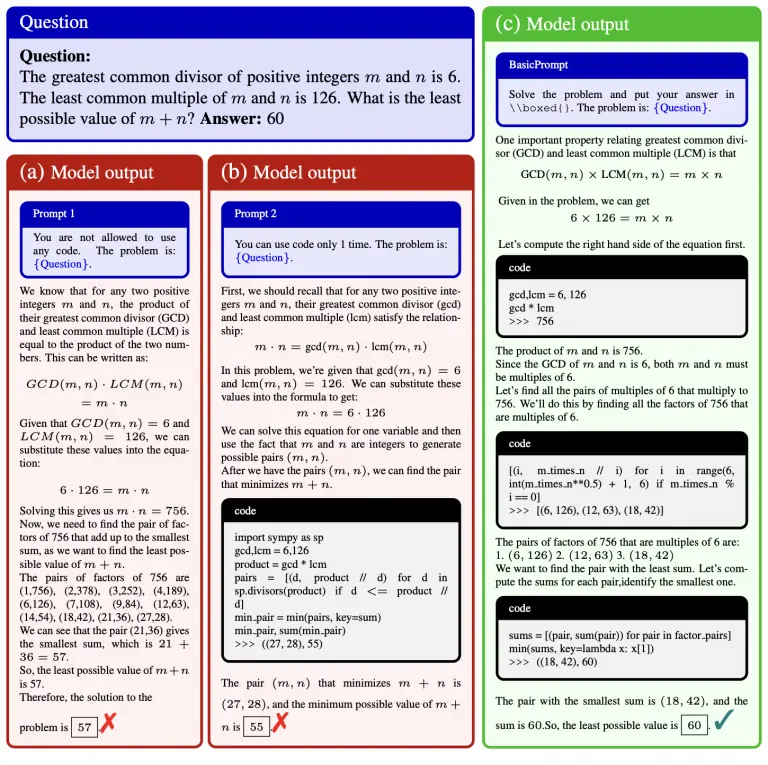 Question
Question:
The greatest common divisor of positive integers m and n is 6.
The least common multiple of m and n is 126. What is the least
possible value of m + n? Answer: 60
(a) Model output
Prompt 1
You are not allowed to use
any code. The problem is:
{Question}.
We know that for any two positive
integers m and n, the product of
their greatest common divisor (GCD)
and least common multiple (LCM) is
equal to the product of the two num-
bers. This can be written as:
GCD(m, n) · LCM(m, n)
= m · n
Given that GCD(m, n) = 6 and
LCM(m, n) = 126, we can
substitute these values into the equa-
tion:
6 · 126 = m · n
Solving this gives us m · n = 756.
Now, we need to find the pair of fac-
tors of 756 that add up to the smallest
sum, as we want to find the least pos-
sible value of m + n.
The pairs of factors of 756 are
(1,756), (2,378), (3,252), (4,189),
(6,126), (7,108), (9,84), (12,63),
(14,54), (18,42), (21,36), (27,28).
We can see that the pair (21,36) gives
the smallest sum, which is 21 +
36 = 57.
So, the least possible value of m+n
is 57.
Therefore, the solution to the
problem is 57 .✗
(b) Model output
Prompt 2
You can use code only 1 time. The problem is:
{Question}.
First, we should recall that for any two positive inte-
gers m and n, their greatest common divisor (gcd)
and least common multiple (lcm) satisfy the relation-
ship:
m · n = gcd(m, n) · lcm(m, n)
In this problem, we're given that gcd(m, n) = 6
and lcm(m, n) = 126. We can substitute these
values into the formula to get:
m · n = 6 · 126
We can solve this equation for one variable and then
use the fact that m and n are integers to generate
possible pairs (m, n).
After we have the pairs (m, n), we can find the pair
that minimizes m + n.
code
import sympy as sp
gcd,lcm = 6,126
product = gcd * lcm
pairs = [(d, product // d) for d in
sp.divisors(product) if d <= product //
d]
min_pair = min(pairs, key=sum)
min_pair, sum(min_pair)
>>> ((27, 28), 55)
The pair (m, n) that minimizes m + n is
(27, 28), and the minimum possible value of m +
n is 55 .✗
(c) Model output
BasicPrompt
Solve the problem and put your answer in
\\boxed{}. The problem is: {Question}.
One important property relating greatest common divi-
sor (GCD) and least common multiple (LCM) is that
GCD(m, n) × LCM(m, n) = m × n
Given in the problem, we can get
6 × 126 = m × n
Let's compute the right hand side of the equation first.
code
gcd,lcm = 6, 126
gcd * lcm
>>> 756
The product of m and n is 756.
Since the GCD of m and n is 6, both m and n must
be multiples of 6.
Let's find all the pairs of multiples of 6 that multiply to
756. We'll do this by finding all the factors of 756 that
are multiples of 6.
code
[(i, m_times_n // i) for i in range(6,
int(m_times_n**0.5) + 1, 6) if m_times_n %
i == 0]
>>> [(6, 126), (12, 63), (18, 42)]
The pairs of factors of 756 that are multiples of 6 are:
1. (6, 126) 2. (12, 63) 3. (18, 42)
We want to find the pair with the least sum. Let's com-
pute the sums for each pair,identify the smallest one.
code
sums = [(pair, sum(pair)) for pair in factor_pairs]
min(sums, key=lambda x: x[1])
>>> ((18, 42), 60)
The pair with the smallest sum is (18, 42), and the
sum is 60.So, the least possible value is 60 . ✓